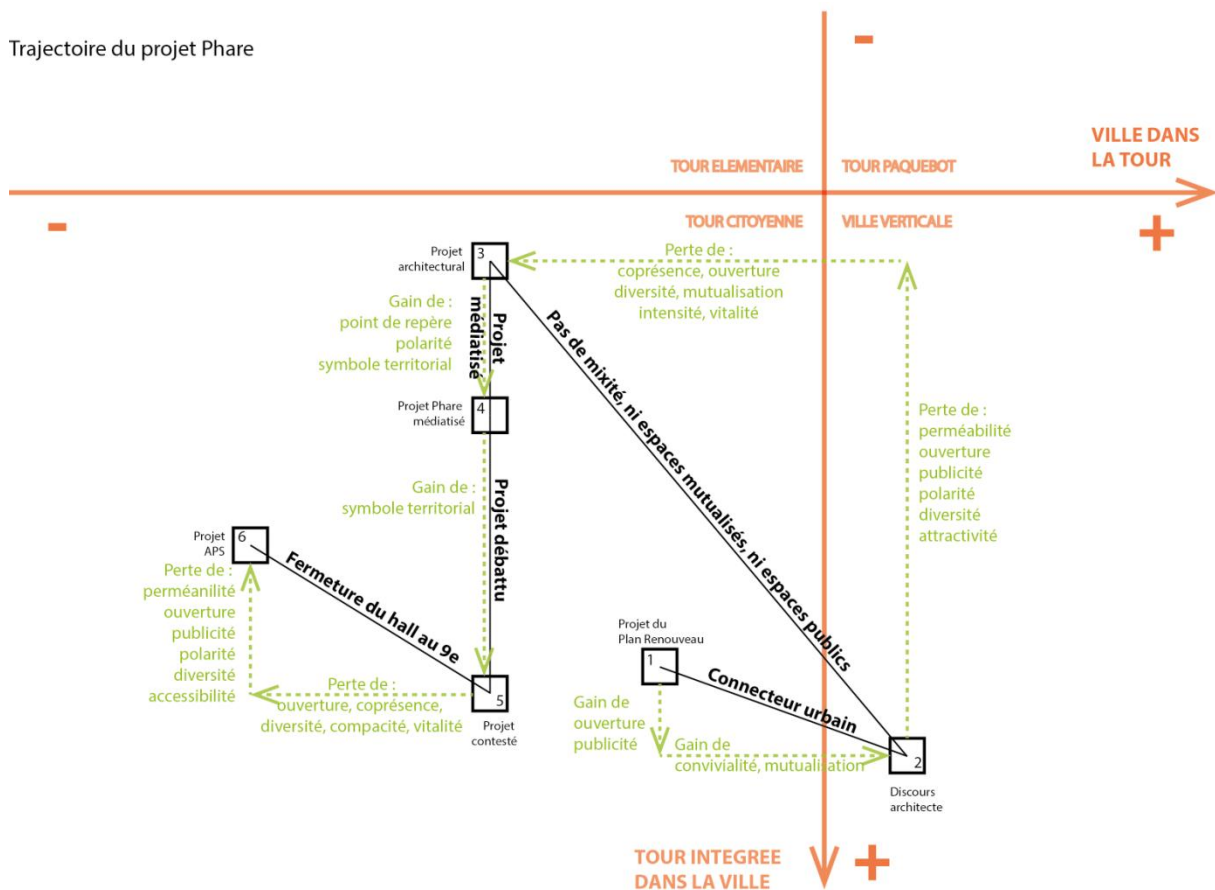 Trajectoire du projet Phare
-
VILLE DANS
LA TOUR
TOUR ELEMENTAIRE
TOUR PAQUEBOT
-
+
TOUR CITOYENNE
VILLE VERTICALE
Projet
architectural
3
Perte de :
coprésence, ouverture
diversité, mutualisation
intensité, vitalité
Gain de :
point de repère
polarité
symbole territorial
Projet
médiatisé
Pas de mixité, ni espaces mutualisés, ni espaces publics
Projet Phare
médiatisé
4
Perte de :
perméabilité
ouverture
publicité
polarité
diversité
attractivité
Gain de :
symbole territorial
Projet débattu
Projet
APS
6
Perte de :
perméanilité
ouverture
publicité
polarité
diversité
accessibilité
Fermeture du hall au 9e
Perte de :
ouverture, coprésence,
diversité, compacité, vitalité
5
Projet
contesté
Projet du
Plan Renouveau
1
Connecteur urbain
Gain de
ouverture
publicité
Gain de
convivialité, mutualisation
2
Discours
architecte
TOUR INTEGREE
DANS LA VILLE
+